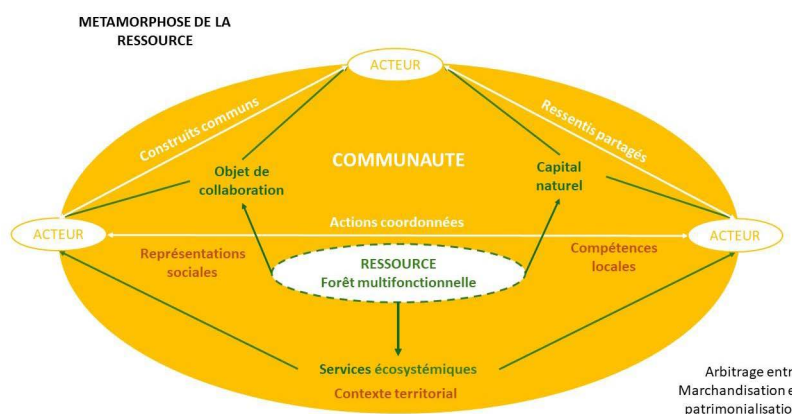 METAMORPHOSE DE LA
RESSOURCE
ACTEUR
Construits communs
Ressentis partagés
COMMUNAUTE
Objet de
collaboration
Capital
naturel
ACTEUR
Actions coordonnées
ACTEUR
Représentations
sociales
Compétences
locales
RESSOURCE
Forêt multifonctionnelle
Services écosystémiques
Contexte territorial
Arbitrage entr
Marchandisation e
patrimonialisation